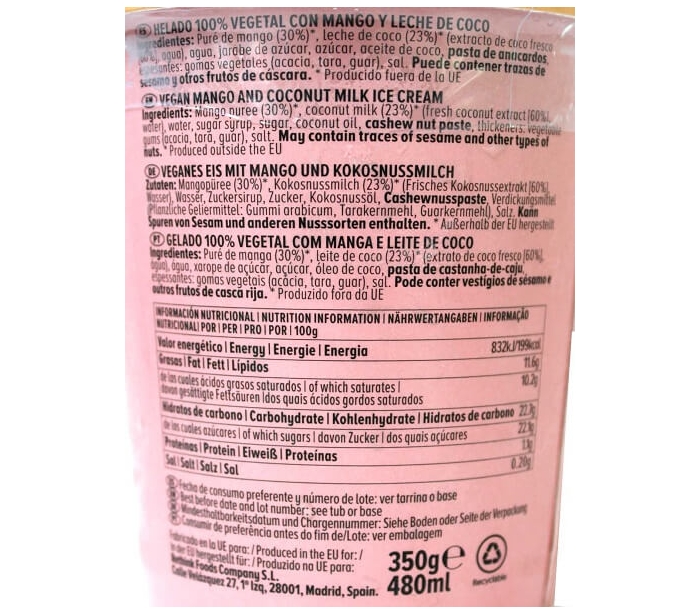 ES HELADO 100% VEGETAL CON MANGO Y LECHE DE COCO
Ingredientes: Puré de mango (30%)*, leche de coco (23%)* (extracto de coco fresco
agua), agua, jarabe de azúcar, azúcar, aceite de coco, pasta de anacardos,
espesantes: gomas vegetales (acacia, tara, guar), sal. Puede contener trazas de
sésamo y otros frutos de cáscara. * Producido fuera de la UE
EN VEGAN MANGO AND COCONUT MILK ICE CREAM
Ingredients: Mango puree (30%)*, coconut milk (23%)* (fresh coconut extract [60%],
water), water, sugar syrup, sugar, coconut oil, cashew nut paste, thickeners: vegetable
gums (acacia, tara, guar), salt. May contain traces of sesame and other types of
nuts. * Produced outside the EU
DE VEGANES EIS MIT MANGO UND KOKOSNUSSMILCH
Zutaten: Mangopüree (30%)*, Kokosnussmilch (23%)* (Frisches Kokosnussextrakt [60%],
Wasser), Wasser, Zuckersirup, Zucker, Kokosnussöl, Cashewnusspaste, Verdickungsmittel
(Pflanzliche Geliermittel: Gummi arabicum, Tarakernmehl, Guarkernmehl), Salz. Kann
Spuren von Sesam und anderen Nusssorten enthalten. * Außerhalb der EU hergestellt
PT GELADO 100% VEGETAL COM MANGA E LEITE DE COCO
Ingredientes: Puré de manga (30%)*, leite de coco (23%)* (extrato de coco fresco [60%],
água), água, xarope de açúcar, açúcar, óleo de coco, pasta de castanha-de-caju,
espessantes: gomas vegetais (acácia, tara, guar), sal. Pode conter vestígios de sésamo e
outros frutos de casca rija. * Produzido fora da UE
INFORMACIÓN NUTRICIONAL | NUTRITION INFORMATION | NÄHRWERTANGABEN | INFORMAÇÃO
NUTRICIONAL| POR | PER | PRO | POR | 100g
Valor energético | Energy | Energie | Energia 832kJ/199kcal
Grasas | Fat | Fett | Lípidos 11.6g
de las cuales ácidos grasos saturados | of which saturates | 10.2g
davon gesättigte Fettsäuren |dos quais ácidos gordos saturados
Hidratos de carbono | Carbohydrate | Kohlenhydrate | Hidratos de carbono
de los cuales azúcares | of which sugars | davon Zucker | dos quais açúcares
Proteínas | Protein | Eiweiß | Proteínas
Sal | Salt | Salz | Sal 0.20g
ES Fecha de consumo preferente y número de lote: ver tarrina o base
EN Best before date and lot number: see tub or base
DE Mindesthaltbarkeitsdatum und Chargennummer: Siehe Boden oder Seite der Verpackung
PT Consumir de preferência antes do fim de/Lote: ver embalagem
Fabricado en la UE para: / Produced in the EU for: /
In der EU hergestellt für: / Produzido na UE para:
Foods Company S.L.
Calle Velázquez 27, 1º Izq, 28001, Madrid, Spain.
350g℮
480ml
Recyclable